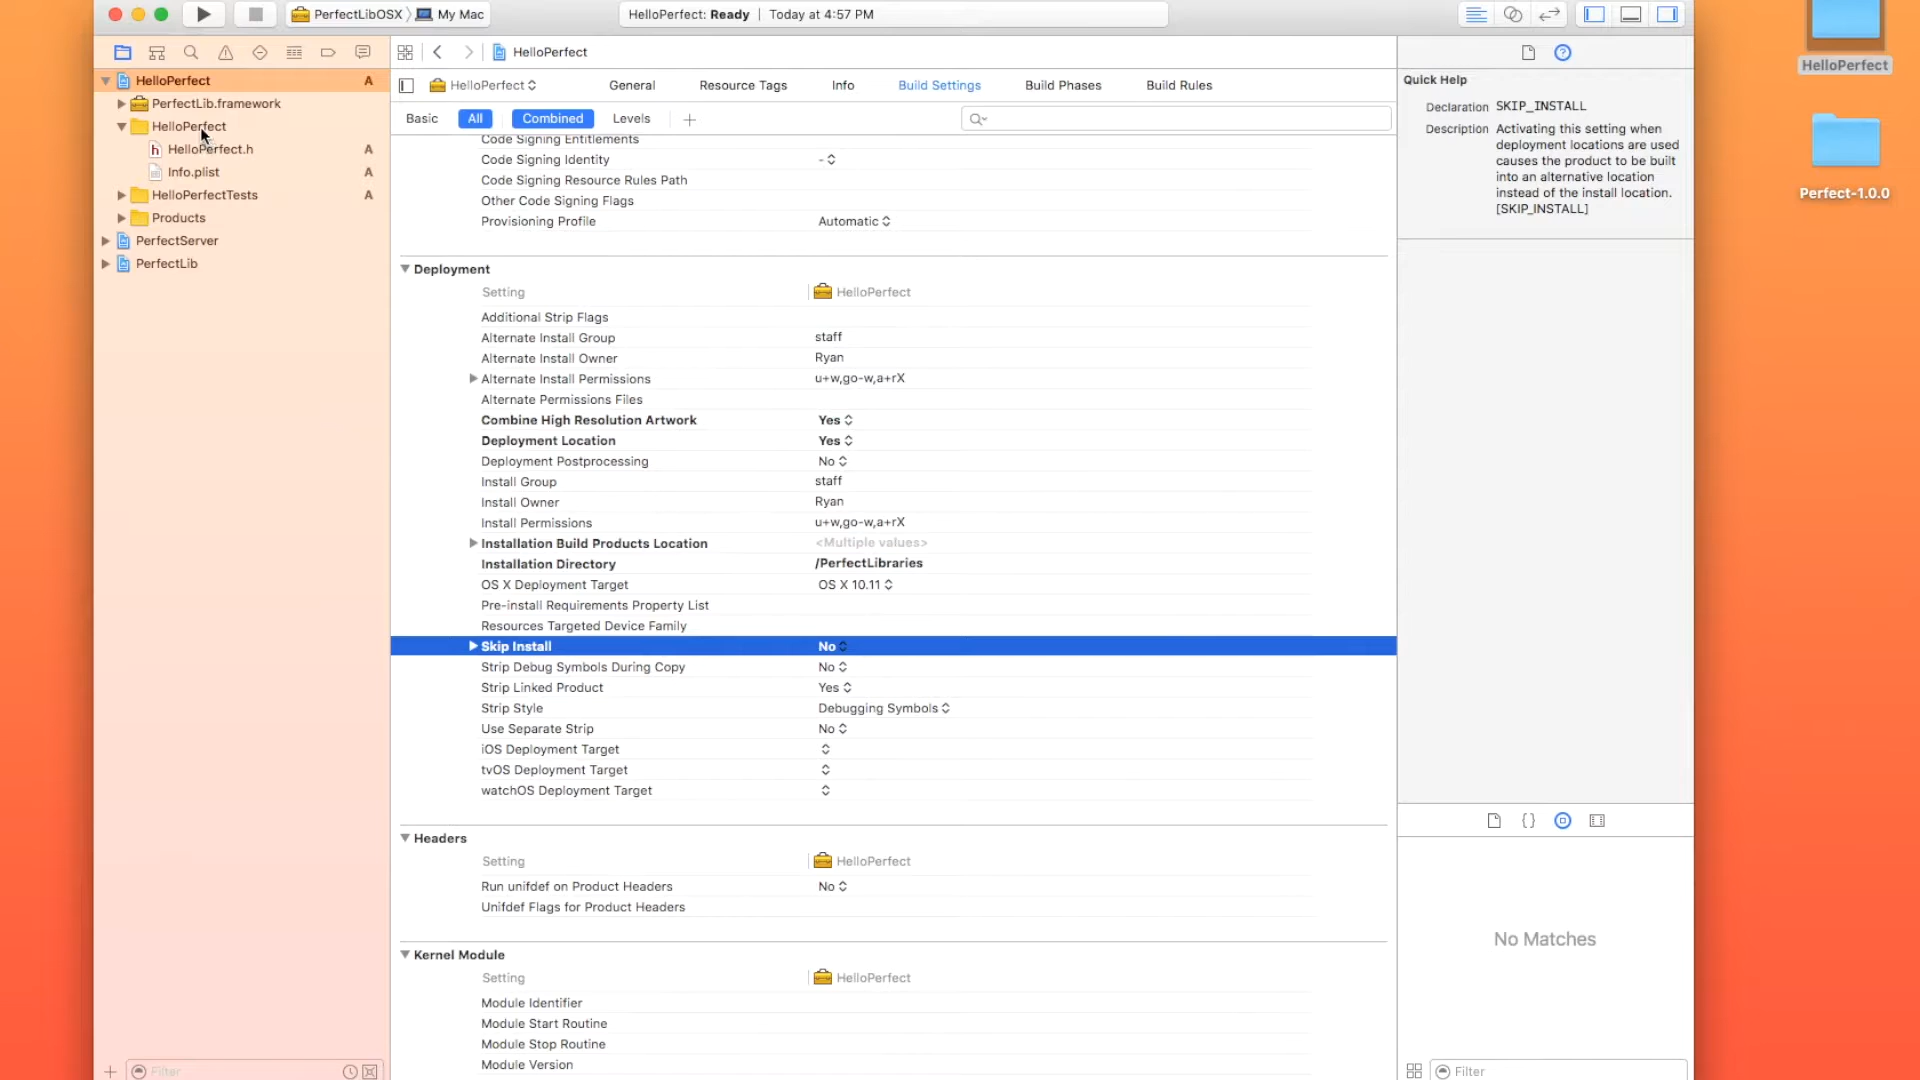 PerfectLibOSX 〉 My Mac
HelloPerfect: Ready | Today at 4:57 PM
HelloPerfect
HelloPerfect A
PerfectLib.framework
HelloPerfect
HelloPerfect.h A
Info.plist A
HelloPerfectTests A
Products
PerfectServer
PerfectLib
Filter
HelloPerfect
General
Resource Tags
Info
Build Settings
Build Phases
Build Rules
Basic
All
Combined
Levels
Code Signing Entitlements
Code Signing Identity -
Code Signing Resource Rules Path
Other Code Signing Flags
Provisioning Profile Automatic
Deployment
Setting HelloPerfect
Additional Strip Flags
Alternate Install Group staff
Alternate Install Owner Ryan
Alternate Install Permissions u+w,go-w,a+rX
Alternate Permissions Files
Combine High Resolution Artwork Yes
Deployment Location Yes
Deployment Postprocessing No
Install Group staff
Install Owner Ryan
Install Permissions u+w,go-w,a+rX
Installation Build Products Location <Multiple values>
Installation Directory /PerfectLibraries
OS X Deployment Target OS X 10.11
Pre-install Requirements Property List
Resources Targeted Device Family
Skip Install No
Strip Debug Symbols During Copy No
Strip Linked Product Yes
Strip Style Debugging Symbols
Use Separate Strip No
iOS Deployment Target
tvOS Deployment Target
watchOS Deployment Target
Headers
Setting HelloPerfect
Run unifdef on Product Headers No
Unifdef Flags for Product Headers
Kernel Module
Setting HelloPerfect
Module Identifier
Module Start Routine
Module Stop Routine
Module Version
Quick Help
Declaration SKIP_INSTALL
Description Activating this setting when
deployment locations are used
causes the product to be built
into an alternative location
instead of the install location.
[SKIP_INSTALL]
No Matches
Filter
HelloPerfect
Perfect-1.0.0